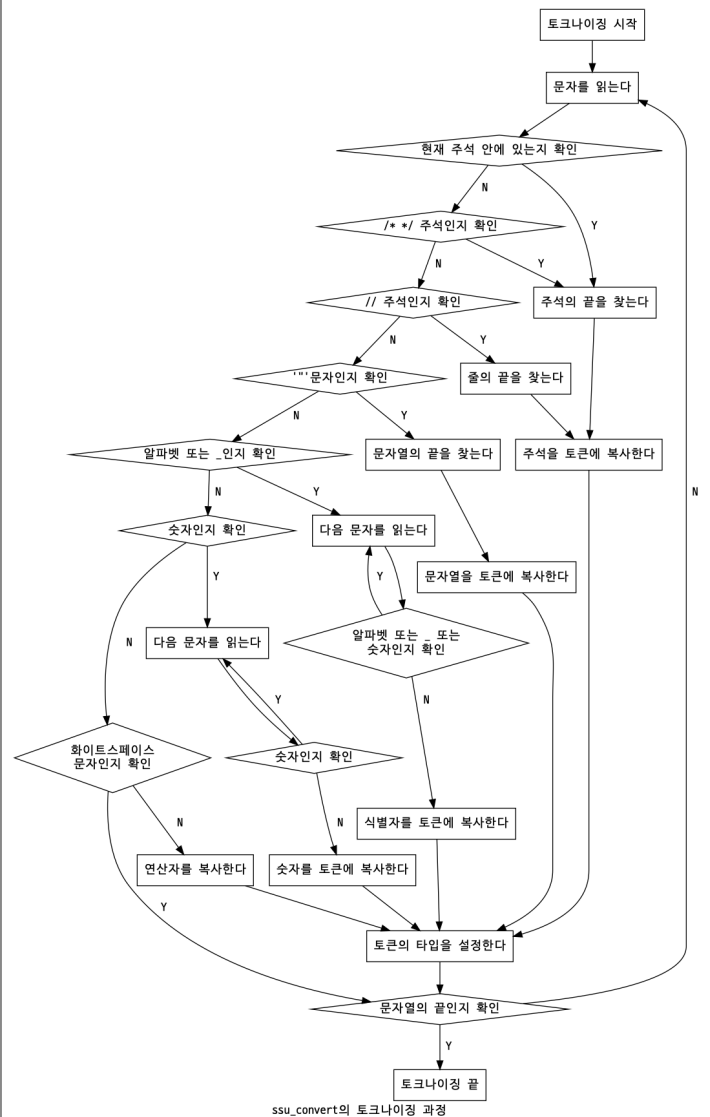 토크나이징 시작
문자를 읽는다
현재 주석 안에 있는지 확인
N
Y
/* */ 주석인지 확인
N
Y
주석의 끝을 찾는다
// 주석인지 확인
N
Y
'"'문자인지 확인
줄의 끝을 찾는다
N
Y
알파벳 또는 _인지 확인
문자열의 끝을 찾는다
주석을 토큰에 복사한다
N
Y
N
숫자인지 확인
다음 문자를 읽는다
Y
Y
문자열을 토큰에 복사한다
N
다음 문자를 읽는다
알파벳 또는 _ 또는
숫자인지 확인
Y
N
화이트스페이스
문자인지 확인
숫자인지 확인
N
N
식별자를 토큰에 복사한다
연산자를 복사한다
숫자를 토큰에 복사한다
Y
토큰의 타입을 설정한다
문자열의 끝인지 확인
Y
토크나이징 끝
ssu_convert의 토크나이징 과정